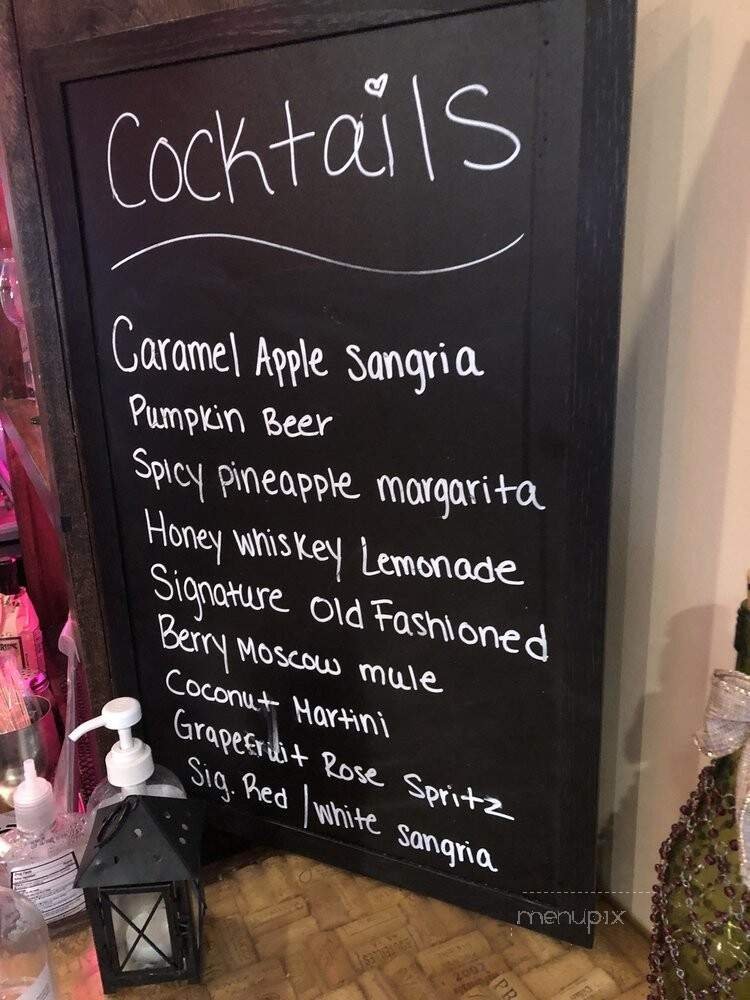 Cocktails
Caramel Apple Sangria
Pumpkin Beer
Spicy pineapple margarita
Honey whiskey Lemonade
Signature Old Fashioned
Berry Moscow mule
Coconut Martini
Grapefruit Rose Spritz
Sig. Red / white sangria
menupix